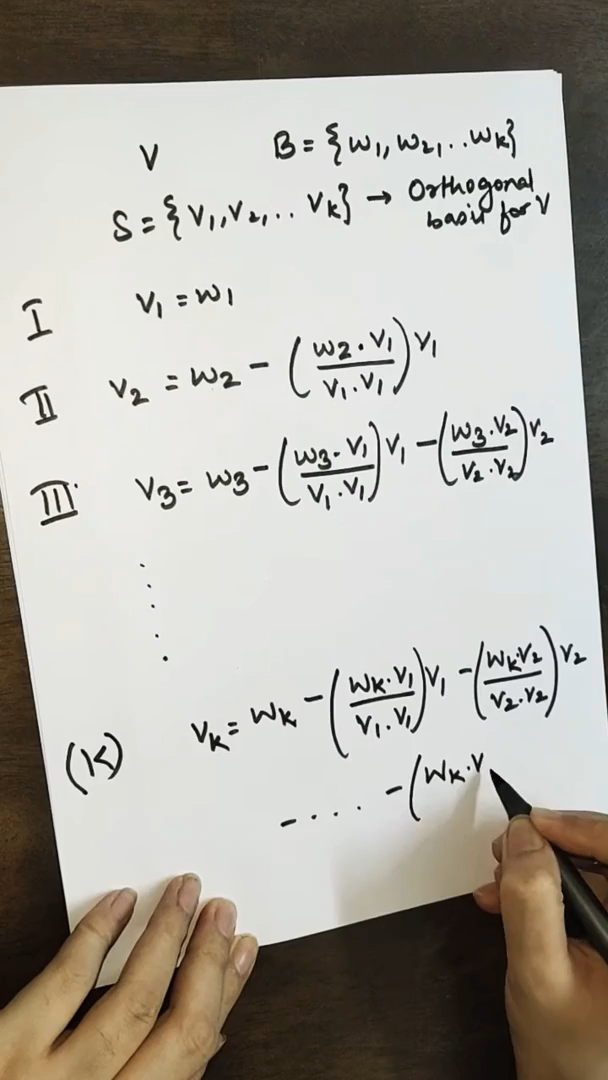 V B = {w1, w2, .. wk}
S = {v1, v2, .. vk} → Orthogonal basis for V
I v1 = w1
II v2 = w2 - (w2 · v1 / v1 · v1) v1
III v3 = w3 - (w3 · v1 / v1 · v1) v1 - (w3 · v2 / v2 · v2) v2
. . . . .
(K) vk = wk - (wk · v1 / v1 · v1) v1 - (wk · v2 / v2 · v2) v2
- . . . . - (wk · v